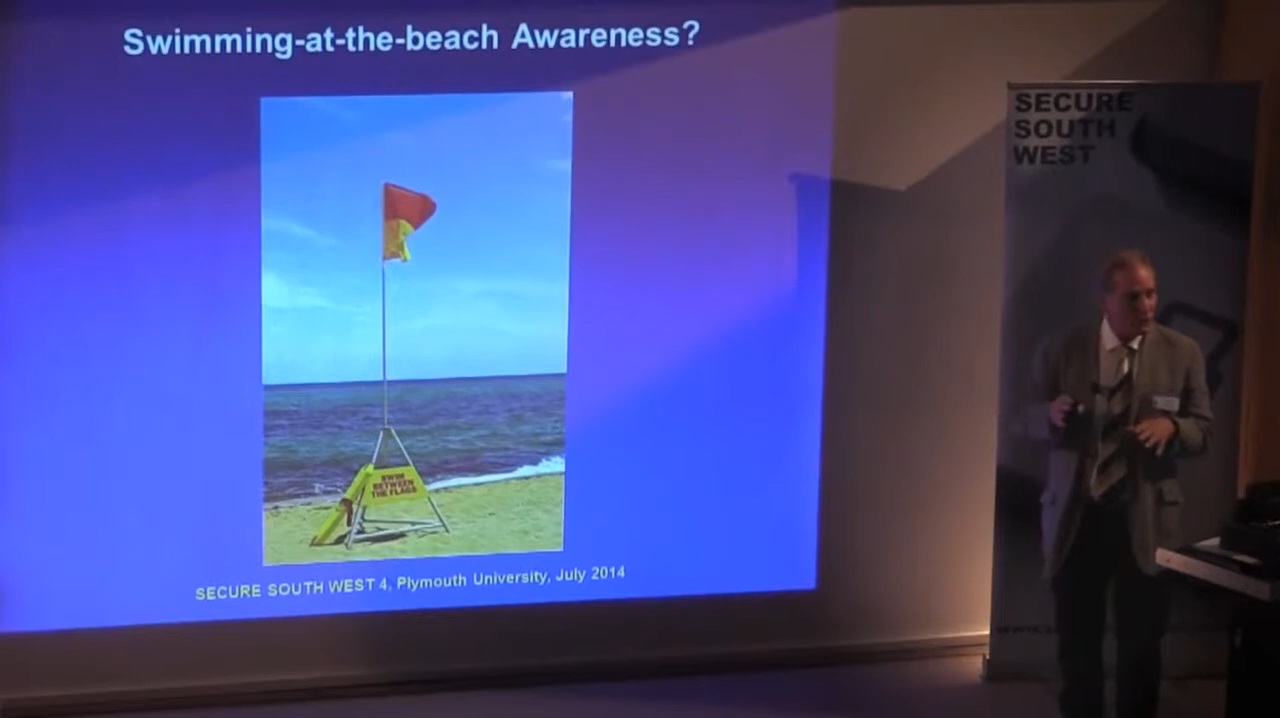 Swimming-at-the-beach Awareness?
SWIM
BETWEEN
THE FLAGS
SECURE SOUTH WEST 4, Plymouth University, July 2014
SECURE
SOUTH
WEST